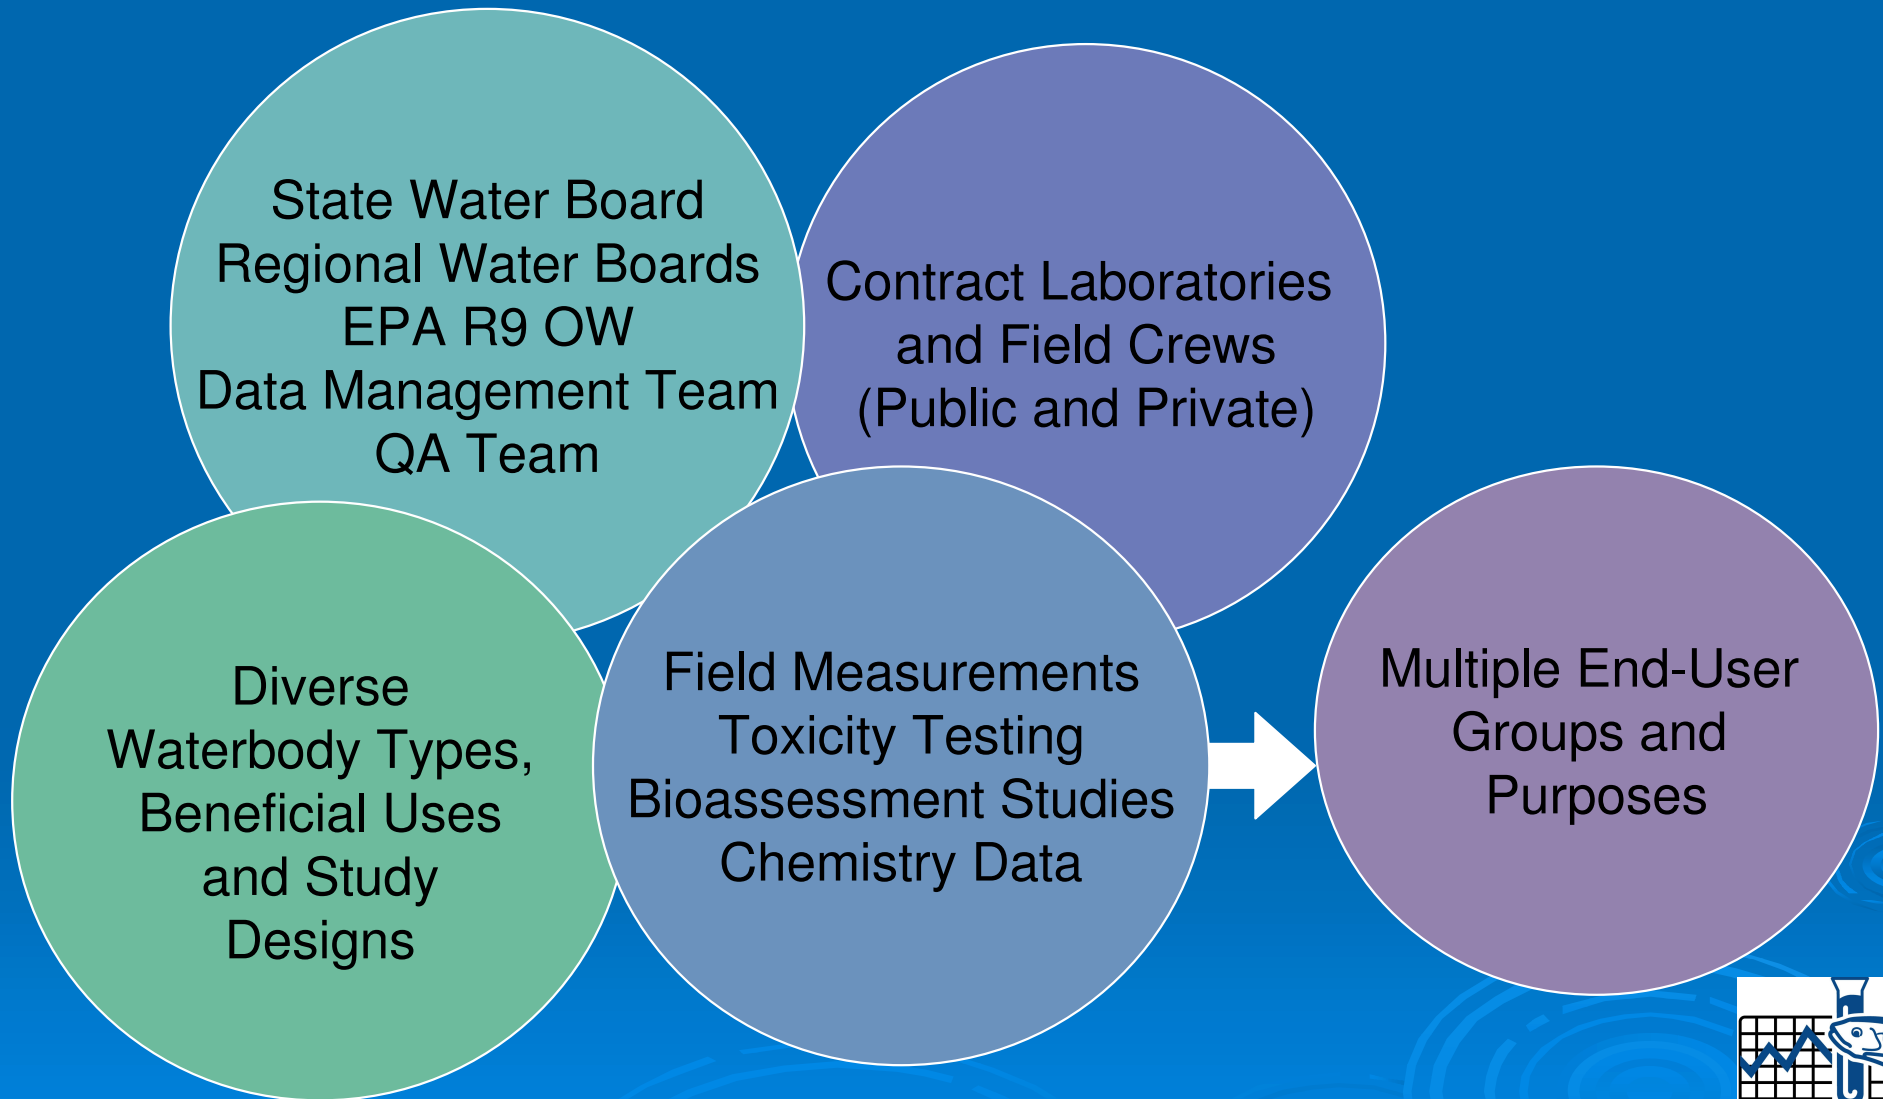 State Water Board
Regional Water Boards
EPA R9 OW
Data Management Team
QA Team
Contract Laboratories
and Field Crews
(Public and Private)
Diverse
Waterbody Types,
Beneficial Uses
and Study
Designs
Field Measurements
Toxicity Testing
Bioassessment Studies
Chemistry Data
Multiple End-User
Groups and
Purposes